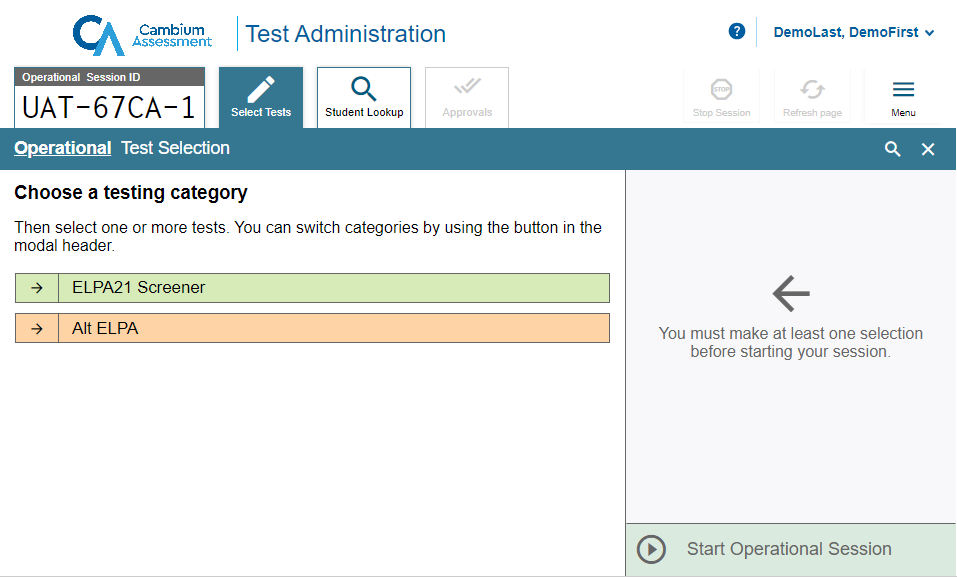 Cambium
Assessment
Test Administration
?
DemoLast, DemoFirst
Operational Session ID
UAT-67CA-1
Select Tests
Student Lookup
Approvals
STOP
Stop Session
Refresh page
Menu
Operational Test Selection
Choose a testing category
Then select one or more tests. You can switch categories by using the button in the
modal header.
ELPA21 Screener
Alt ELPA
You must make at least one selection
before starting your session.
Start Operational Session